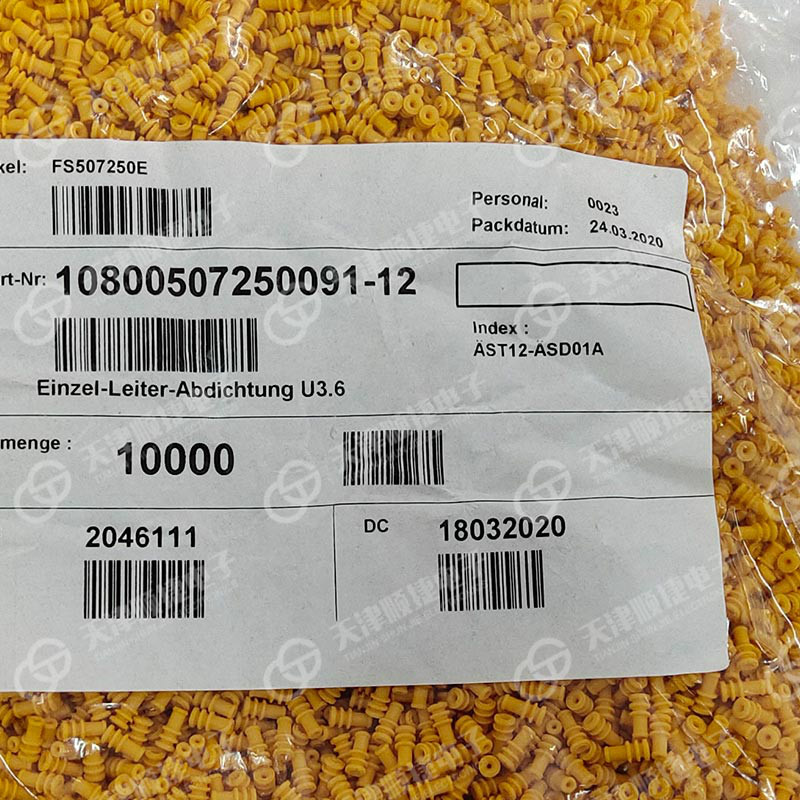 kel: FS507250E
Personal: 0023
Packdatum: 24.03.2020
rt-Nr: 10800507250091-12
Index :
ÄST12-ÄSD01A
Einzel-Leiter-Abdichtung U3.6
menge : 10000
2046111
DC 18032020
天津顺捷电子